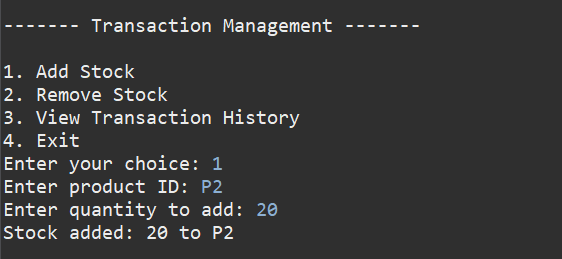 ------- Transaction Management -------
1. Add Stock
2. Remove Stock
3. View Transaction History
4. Exit
Enter your choice: 1
Enter product ID: P2
Enter quantity to add: 20
Stock added: 20 to P2